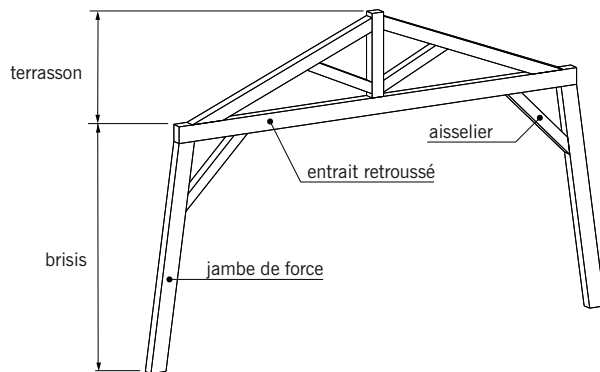 terrasson
aisselier
entrait retroussé
brisis
jambe de force